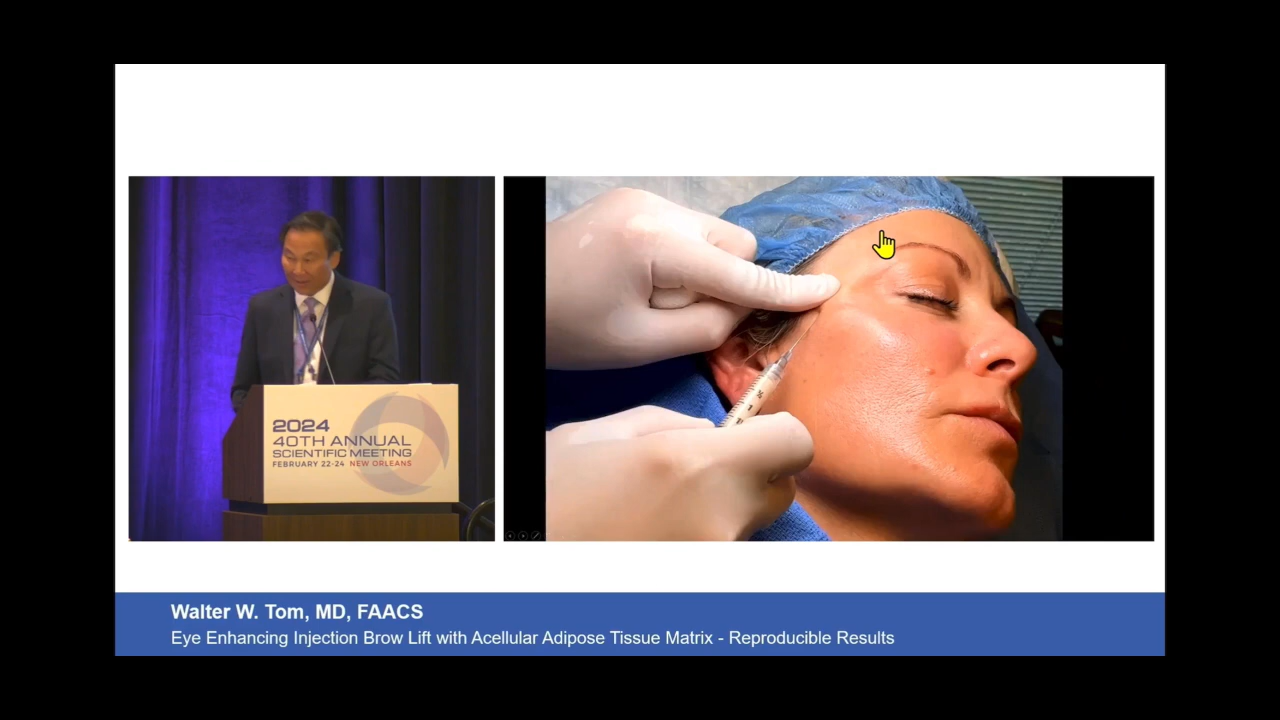 2024
40TH ANNUAL
SCIENTIFIC MEETING
FEBRUARY 22-24 NEW ORLEANS
Walter W. Tom, MD, FAACS
Eye Enhancing Injection Brow Lift with Acellular Adipose Tissue Matrix - Reproducible Results